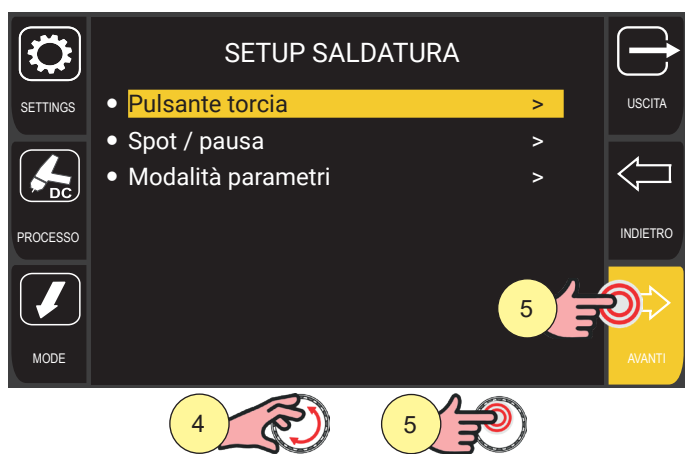 SETUP SALDATURA
SETTINGS
• Pulsante torcia >
USCITA
• Spot / pausa >
• Modalità parametri >
DC
PROCESSO
INDIETRO
5
MODE
AVANTI
4
5